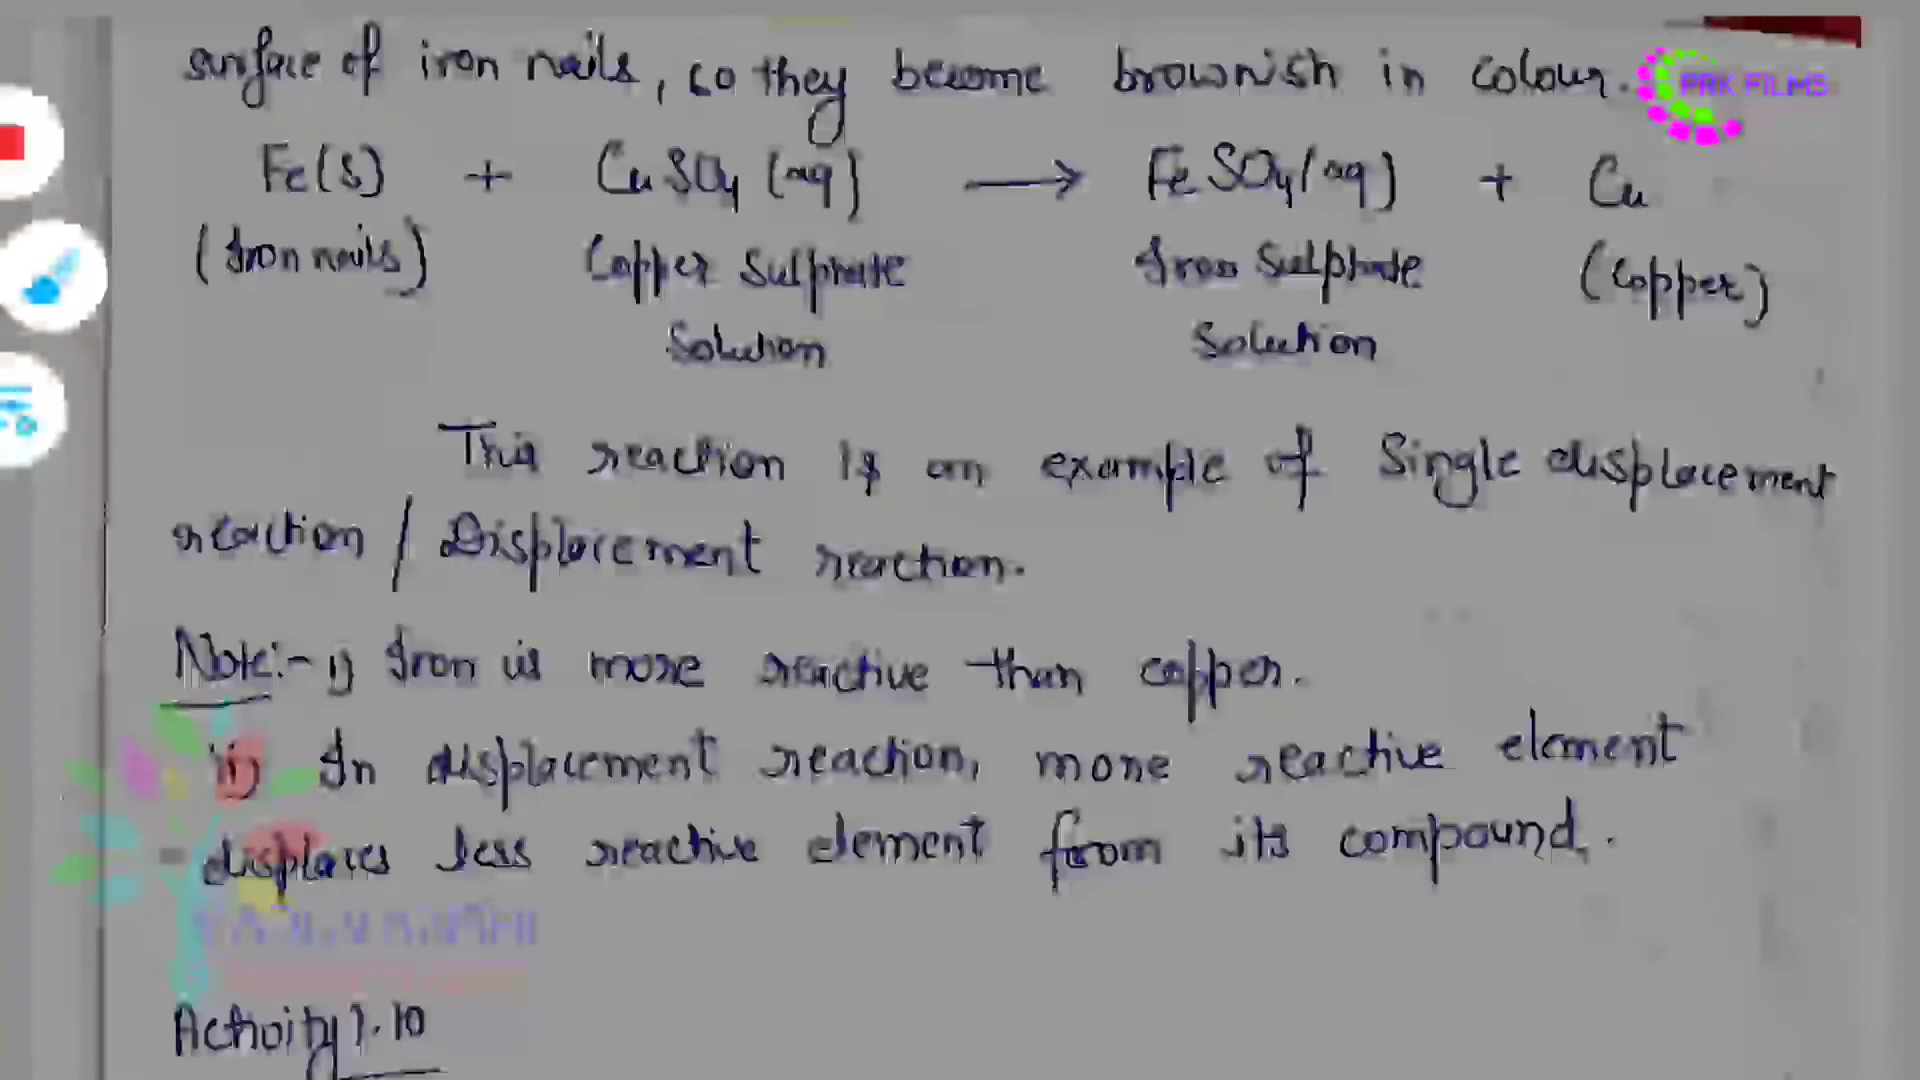 surface of iron nails, so they become brownish in colour.
PRK FILMS
Fe(s) + CuSO4 (aq) → FeSO4(aq) + Cu
(Iron nails) Copper Sulphate Iron Sulphate (Copper)
Solution Solution
This reaction is an example of Single displacement
reaction / Displacement reaction.
Note:- i) Iron is more reactive than copper.
ii) In displacement reaction, more reactive element
displaces less reactive element from its compound.
Activity 1.10